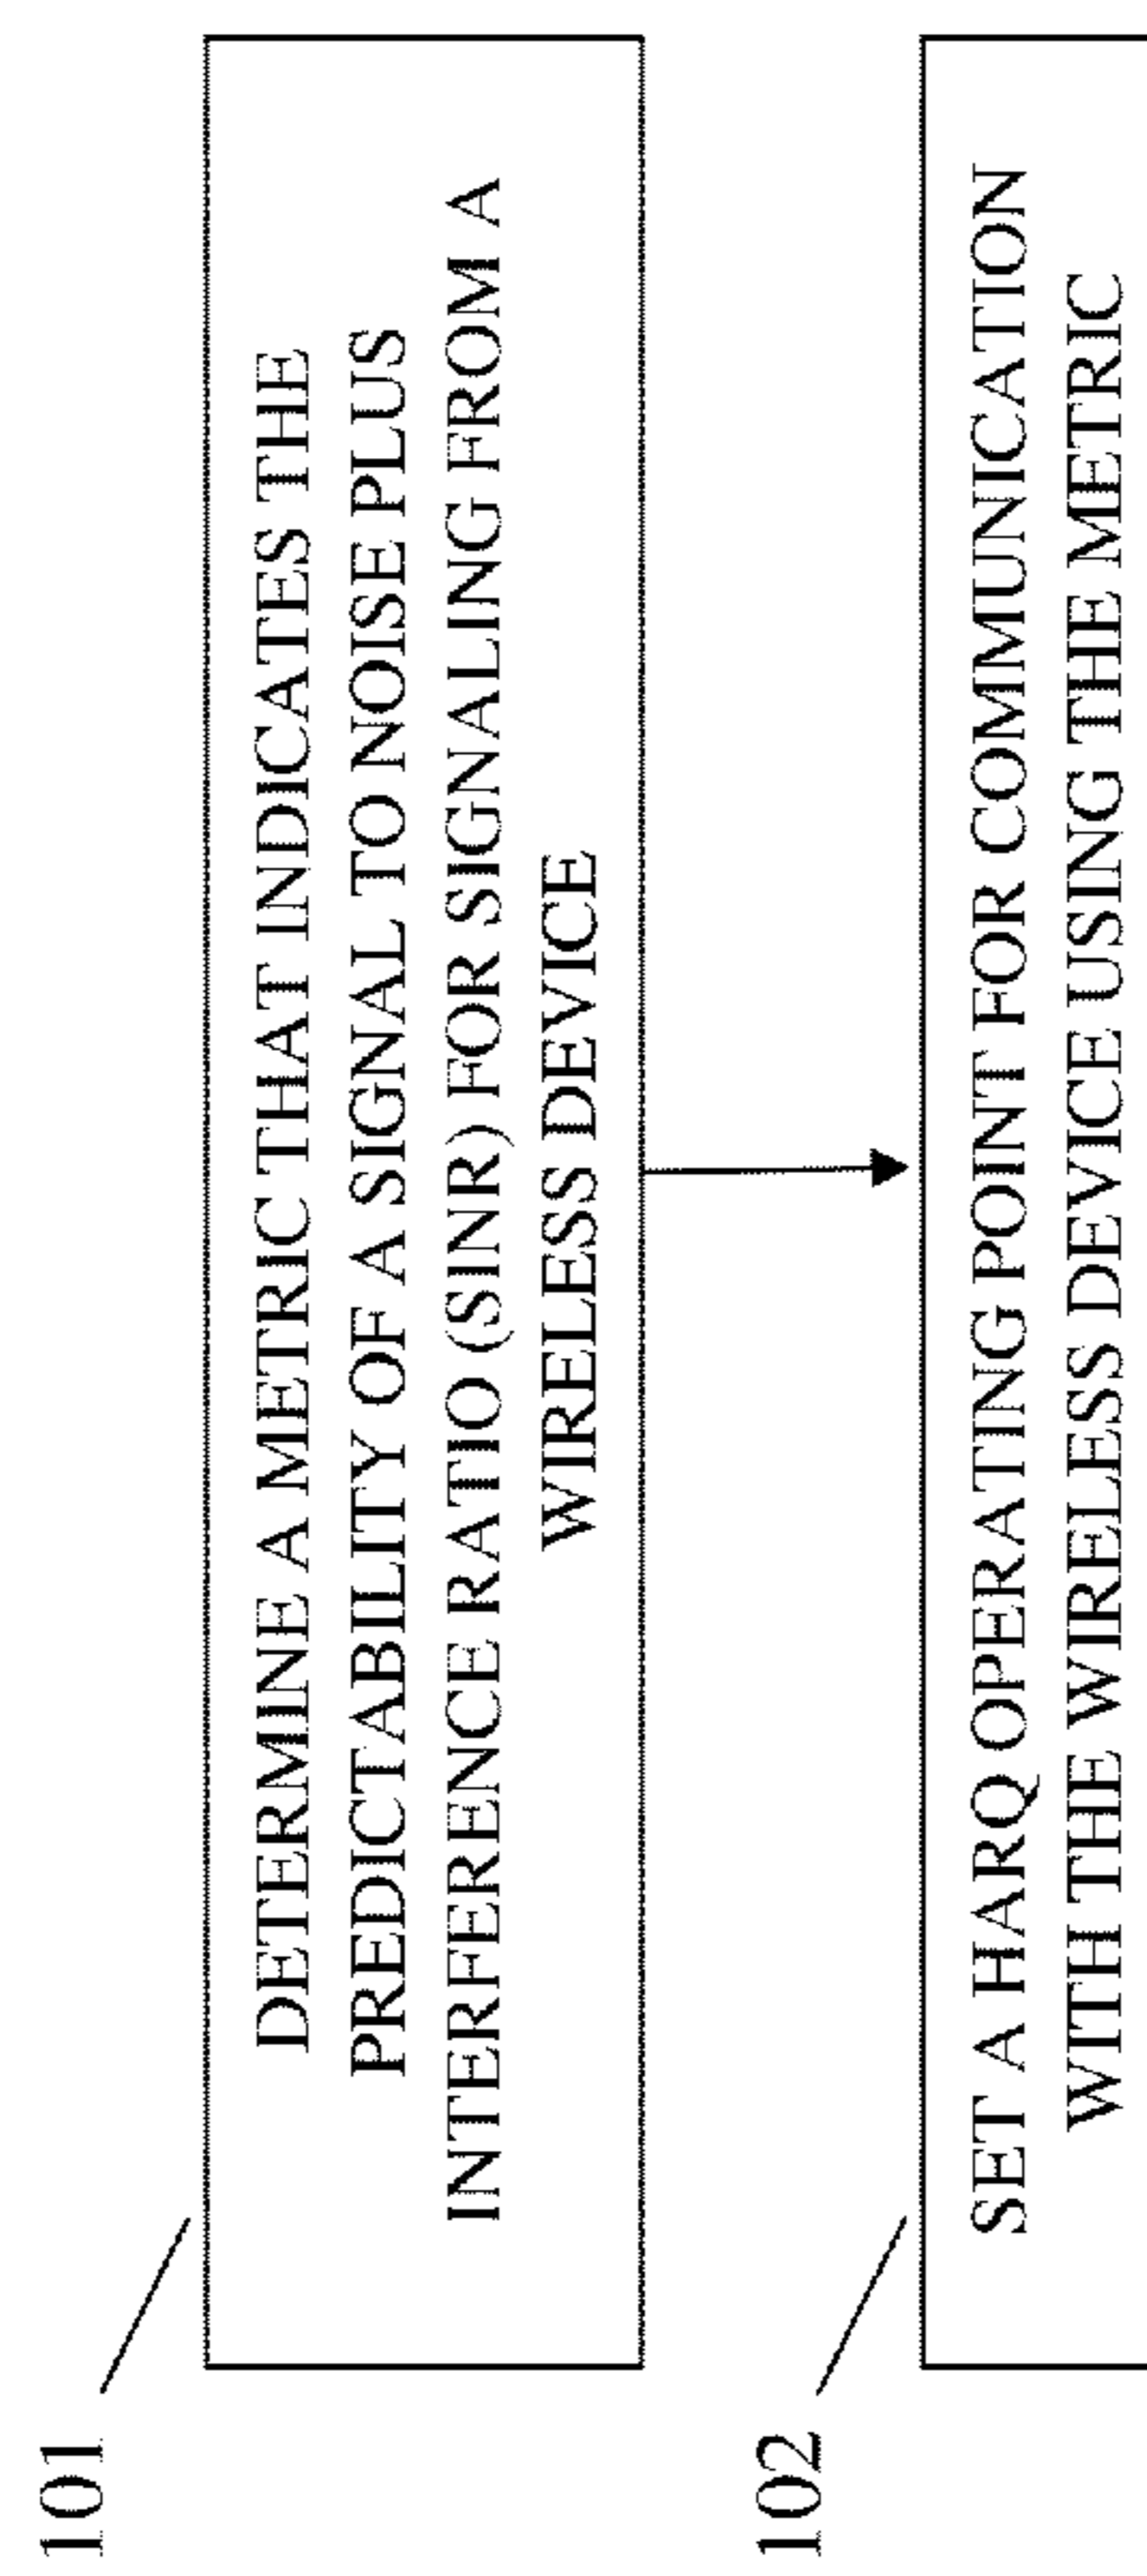 101
DETERMINE A METRIC THAT INDICATES THE
PREDICTABILITY OF A SIGNAL TO NOISE PLUS
INTERFERENCE RATIO (SINR) FOR SIGNALING FROM A
WIRELESS DEVICE
102
SET A HARQ OPERATING POINT FOR COMMUNICATION
WITH THE WIRELESS DEVICE USING THE METRIC